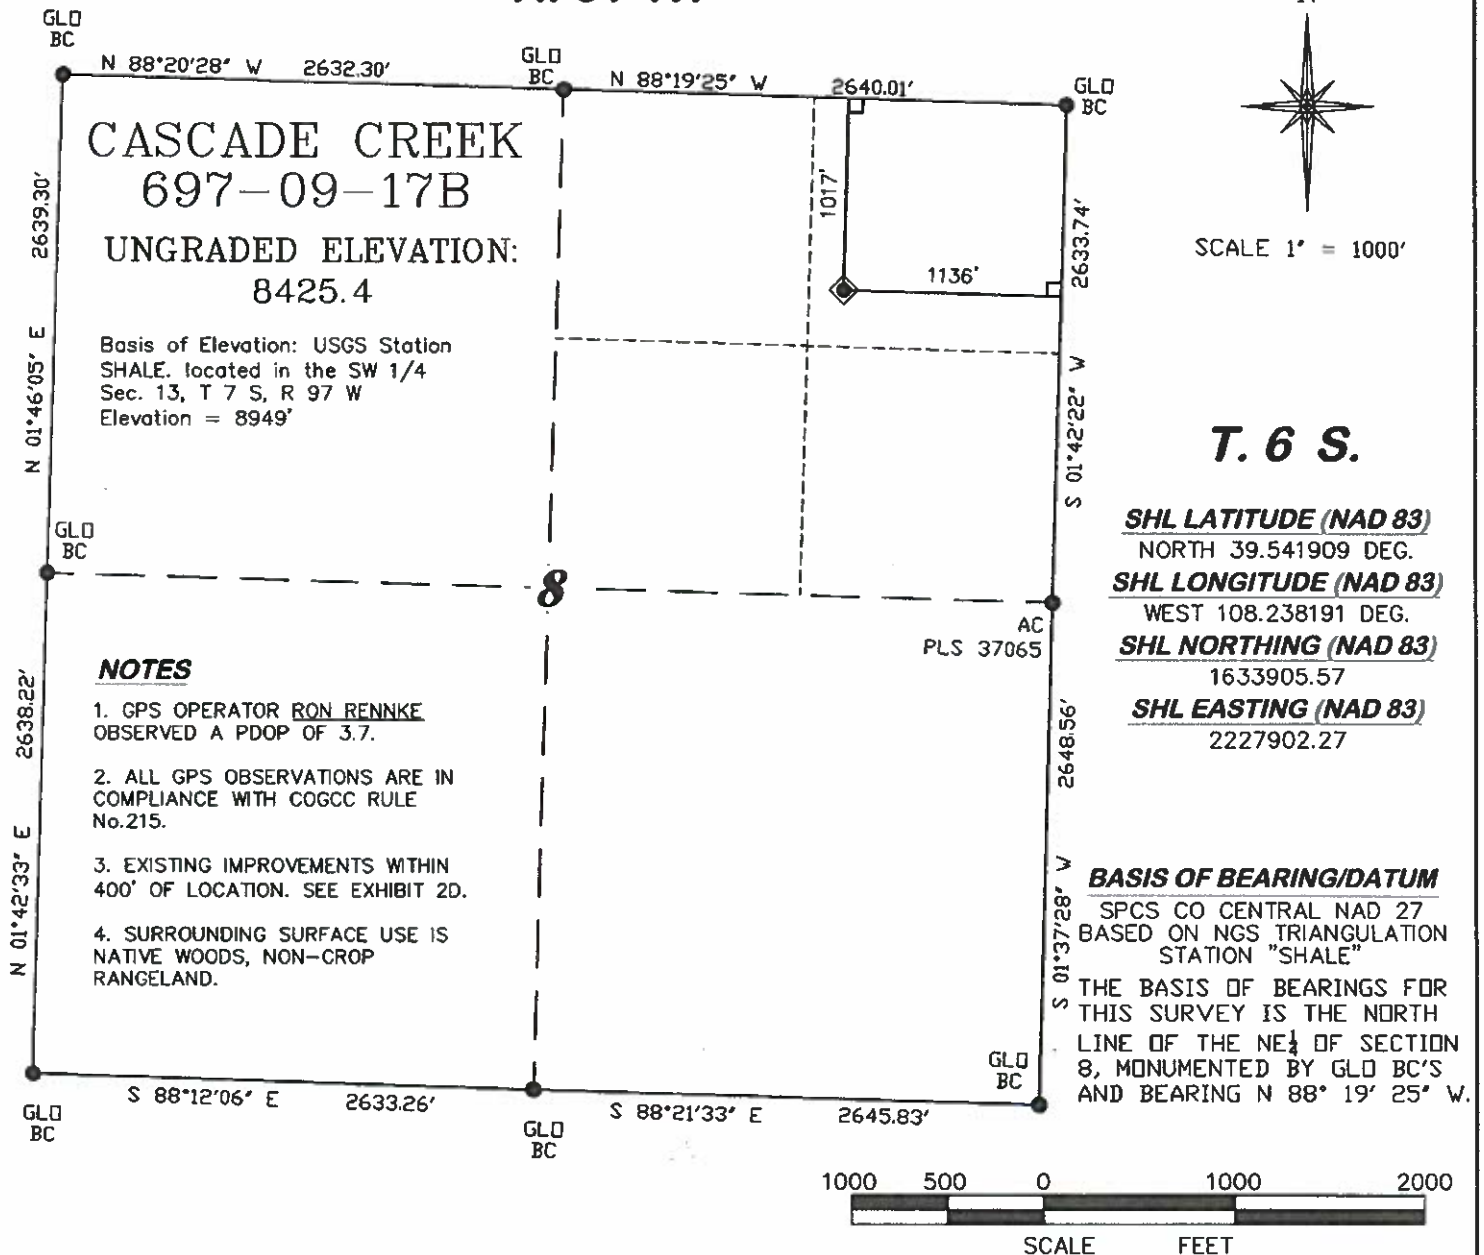 GLO
BC
N 88°20'28" W 2632.30'
GLO
BC
N 88°19'25" W 2640.01'
GLO
BC
CASCADE CREEK
697-09-17B
UNGRADED ELEVATION:
8425.4
Basis of Elevation: USGS Station
SHALE. located in the SW 1/4
Sec. 13, T 7 S, R 97 W
Elevation = 8949'
N 01°46'05" E 2639.30'
1017'
1136'
S 01°42'22" W 2633.74'
SCALE 1" = 1000'
T. 6 S.
SHL LATITUDE (NAD 83)
NORTH 39.541909 DEG.
SHL LONGITUDE (NAD 83)
WEST 108.238191 DEG.
SHL NORTHING (NAD 83)
1633905.57
SHL EASTING (NAD 83)
2227902.27
GLO
BC
8
AC
PLS 37065
NOTES
1. GPS OPERATOR RON RENNKE
OBSERVED A PDOP OF 3.7.
2. ALL GPS OBSERVATIONS ARE IN
COMPLIANCE WITH COGCC RULE
No.215.
3. EXISTING IMPROVEMENTS WITHIN
400' OF LOCATION. SEE EXHIBIT 2D.
4. SURROUNDING SURFACE USE IS
NATIVE WOODS, NON-CROP
RANGELAND.
N 01°42'33" E 2638.22'
S 01°37'28" W 2648.56'
BASIS OF BEARING/DATUM
SPCS CO CENTRAL NAD 27
BASED ON NGS TRIANGULATION
STATION "SHALE"
THE BASIS OF BEARINGS FOR
THIS SURVEY IS THE NORTH
LINE OF THE NE¼ OF SECTION
8, MONUMENTED BY GLO BC'S
AND BEARING N 88° 19' 25" W.
GLO
BC
S 88°12'06" E 2633.26'
GLO
BC
S 88°21'33" E 2645.83'
GLO
BC
1000 500 0 1000 2000
SCALE FEET